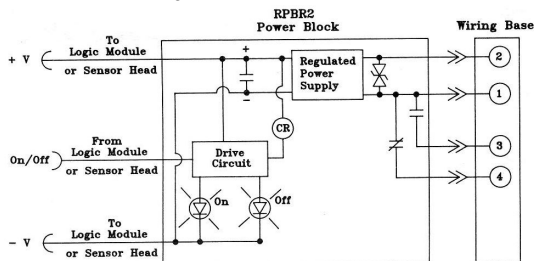 RPBR2
Power Block
Wiring Base
To
+ V
Logic Module
or Sensor Head
+
−
Regulated
Power
Supply
2
1
CR
From
On/Off
Logic Module
or Sensor Head
Drive
Circuit
3
4
On
Off
To
− V
Logic Module
or Sensor Head